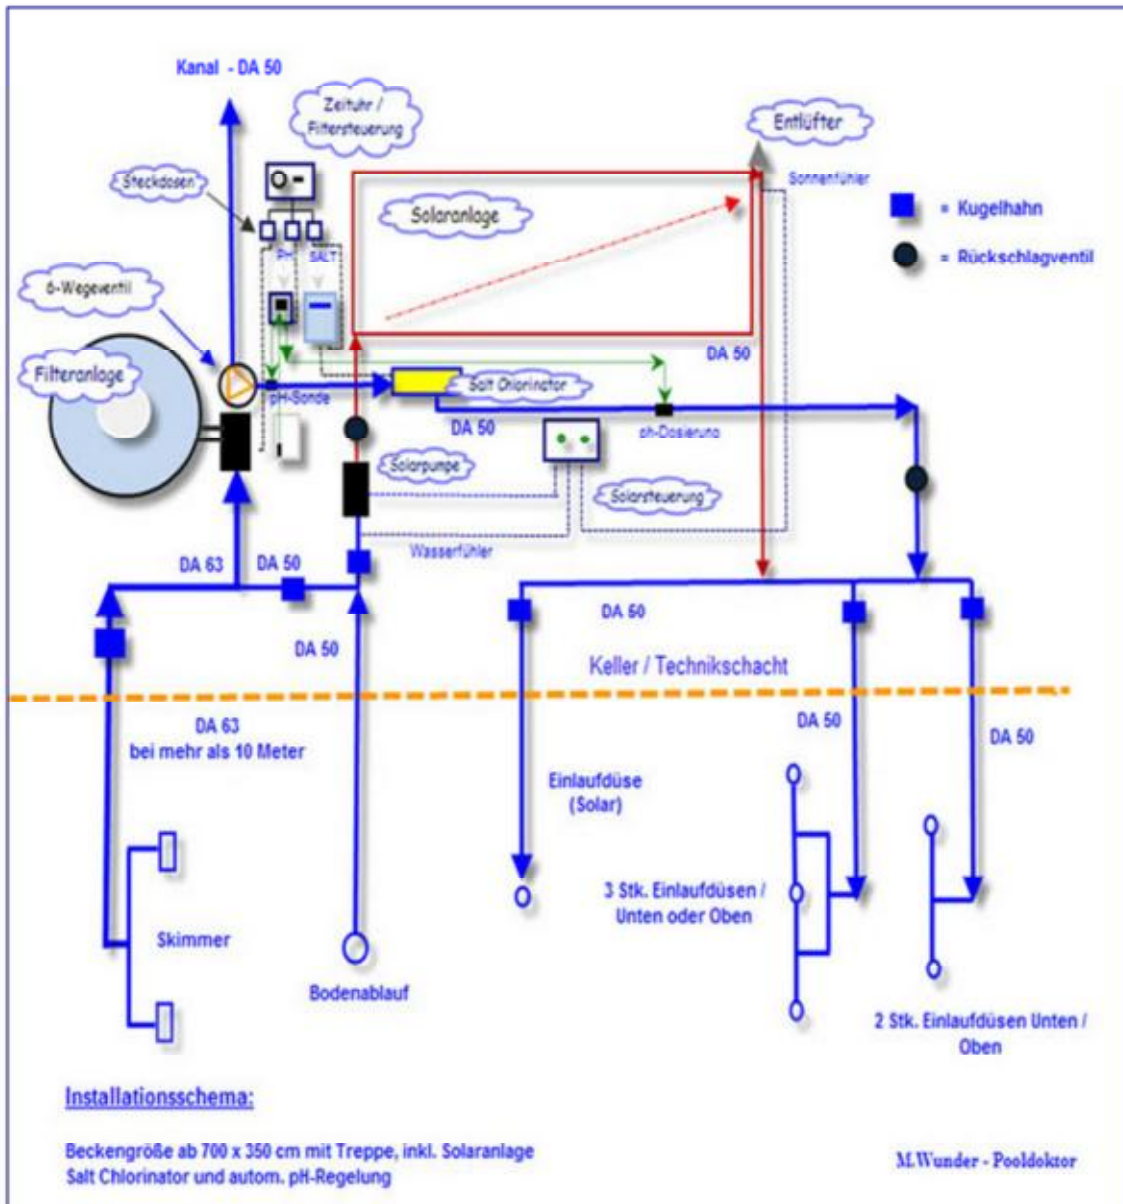 Kanal - DA 50
Zeituhr /
Filtersteuerung
Entlüfter
Steckdosen
Sonnenfühler
Solaranlage
= Kugelhahn
PH
SALT
= Rückschlagventil
6-Wegeventil
DA 50
Filteranlage
Salt Chlorinator
pH-Sonde
DA 50
ph-Dosierung
Solarpumpe
Solarsteuerung
Wasserfühler
DA 63
DA 50
DA 50
DA 50
Keller / Technikschacht
DA 63
bei mehr als 10 Meter
DA 50
DA 50
Einlaufdüse
(Solar)
3 Stk. Einlaufdüsen /
Unten oder Oben
Skimmer
Bodenablauf
2 Stk. Einlaufdüsen Unten /
Oben
Installationsschema:
Beckengröße ab 700 x 350 cm mit Treppe, inkl. Solaranlage
Salt Chlorinator und autom. pH-Regelung
M.Wunder - Pooldoktor